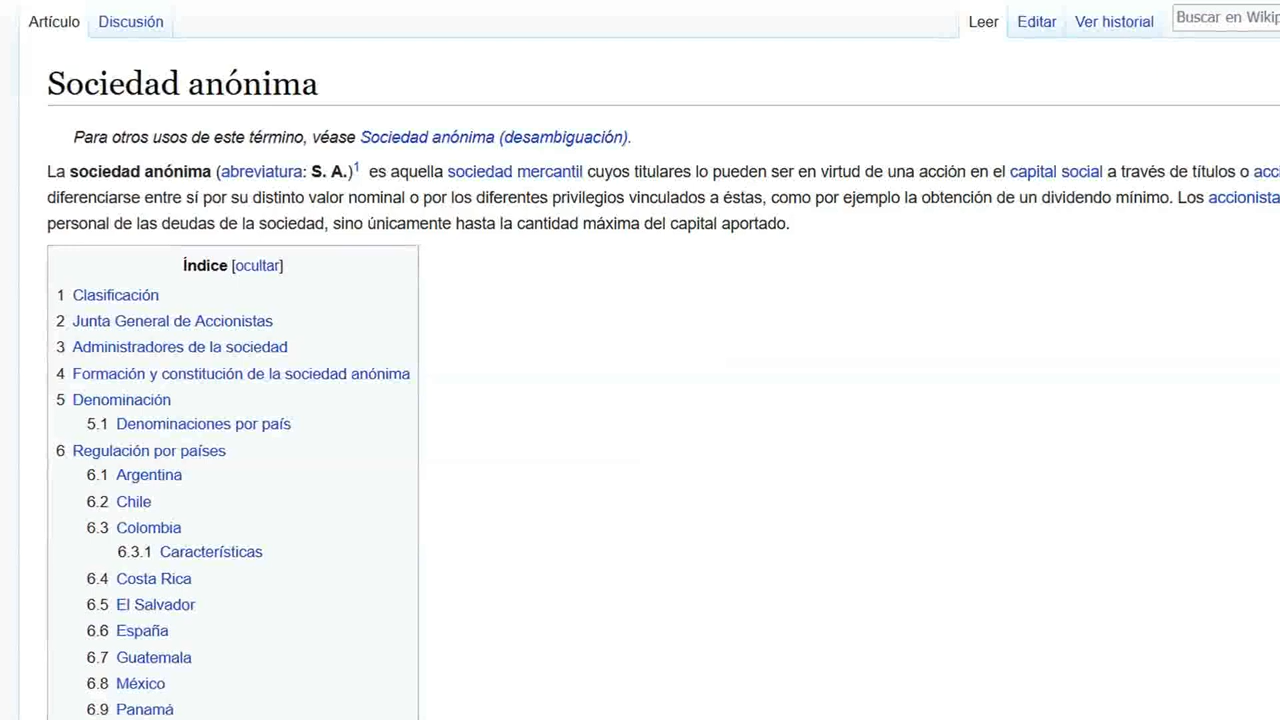 Artículo Discusión Leer Editar Ver historial Buscar en Wikip
Sociedad anónima
Para otros usos de este término, véase Sociedad anónima (desambiguación).
La sociedad anónima (abreviatura: S. A.)1 es aquella sociedad mercantil cuyos titulares lo pueden ser en virtud de una acción en el capital social a través de títulos o acci
diferenciarse entre sí por su distinto valor nominal o por los diferentes privilegios vinculados a éstas, como por ejemplo la obtención de un dividendo mínimo. Los accionista
personal de las deudas de la sociedad, sino únicamente hasta la cantidad máxima del capital aportado.
Índice [ocultar]
1 Clasificación
2 Junta General de Accionistas
3 Administradores de la sociedad
4 Formación y constitución de la sociedad anónima
5 Denominación
5.1 Denominaciones por país
6 Regulación por países
6.1 Argentina
6.2 Chile
6.3 Colombia
6.3.1 Características
6.4 Costa Rica
6.5 El Salvador
6.6 España
6.7 Guatemala
6.8 México
6.9 Panamá